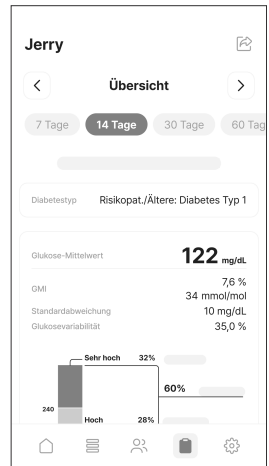 Jerry
Übersicht
7 Tage 14 Tage 30 Tage 60 Tag
Diabetestyp Risikopat./Ältere: Diabetes Typ 1
Glukose-Mittelwert 122 mg/dL
GMI 7,6 %
34 mmol/mol
Standardabweichung 10 mg/dL
Glukosevariabilität 35,0 %
Sehr hoch 32%
60%
240
Hoch 28%